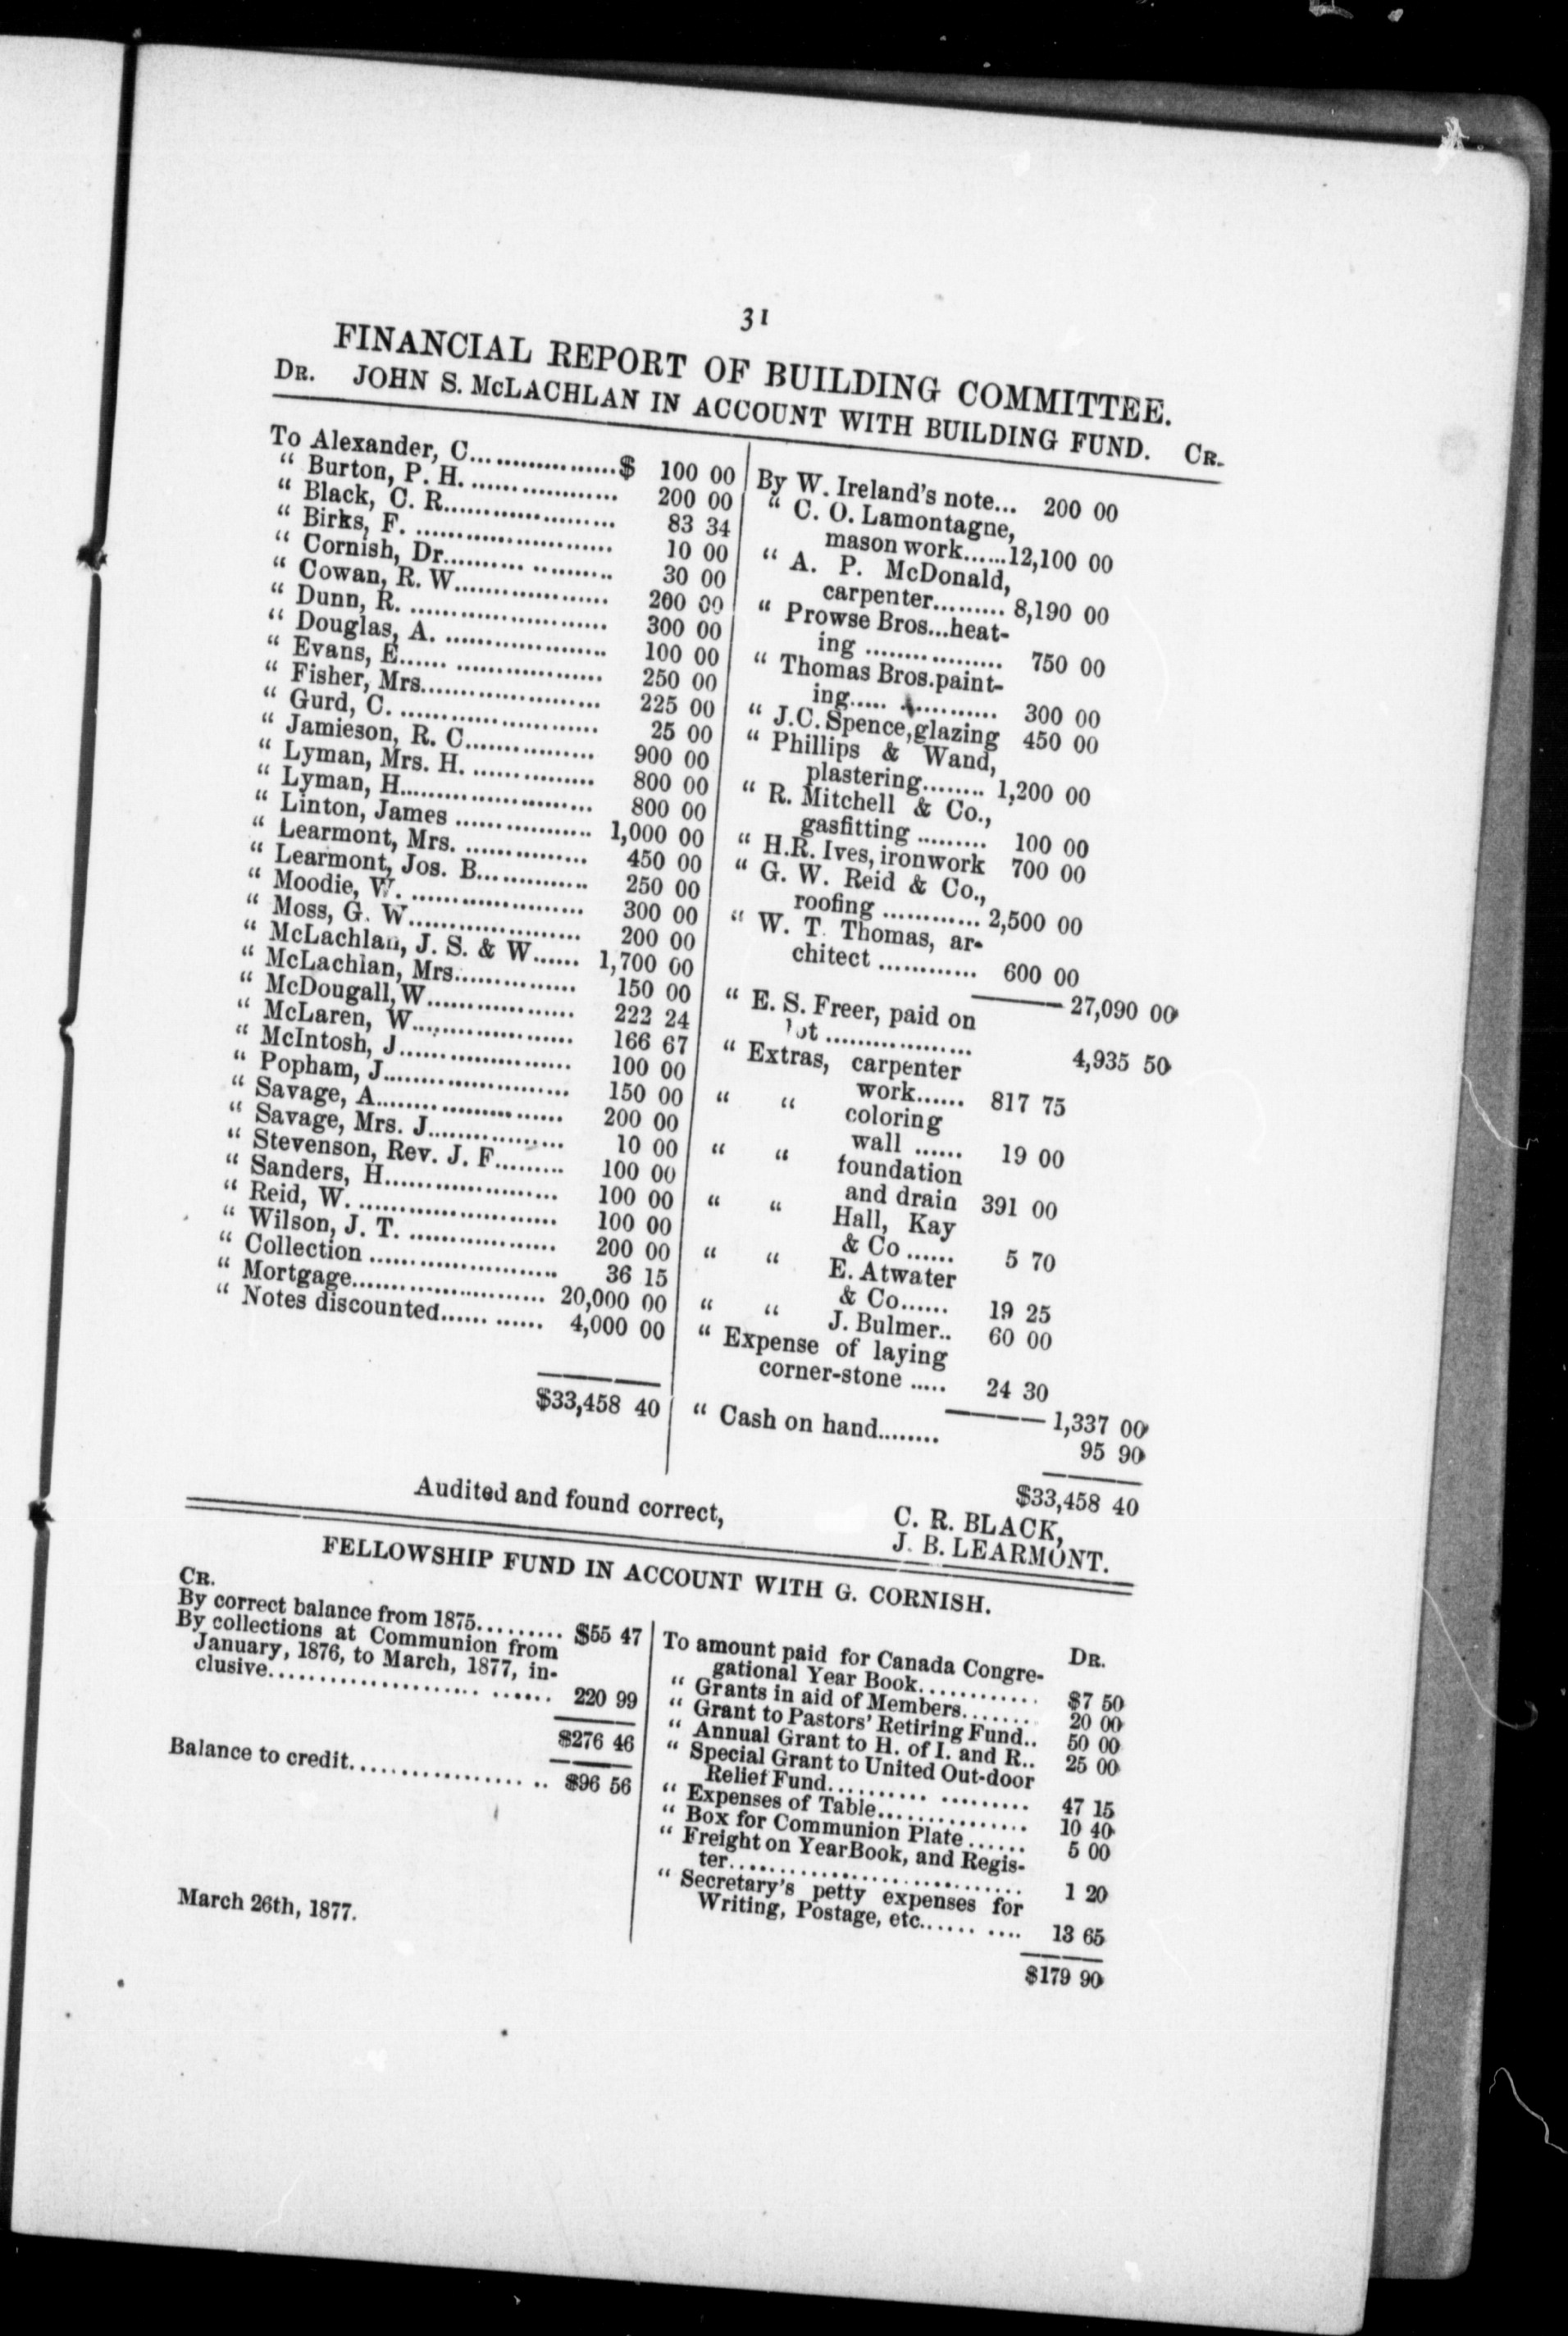 31
FINANCIAL REPORT OF BUILDING COMMITTEE.
DR. JOHN S. McLACHLAN IN ACCOUNT WITH BUILDING FUND. CR.
To Alexander, C..................$ 100 00
“ Burton, P. H. .................. 200 00
“ Black, C. R..................... 83 34
“ Birks, F. ........................ 10 00
“ Cornish, Dr.......... .......... 30 00
“ Cowan, R. W.................... 200 00
“ Dunn, R. ........................ 300 00
“ Douglas, A. .................... 100 00
“ Evans, E...... .................. 250 00
“ Fisher, Mrs...................... 225 00
“ Gurd, C. ........................ 25 00
“ Jamieson, R. C................ 900 00
“ Lyman, Mrs. H. ............... 800 00
“ Lyman, H........................ 800 00
“ Linton, James ................. 1,000 00
“ Learmont, Mrs. ............... 450 00
“ Learmont, Jos. B............. 250 00
“ Moodie, W. ..................... 300 00
“ Moss, G. W..................... 200 00
“ McLachlan, J. S. & W...... 1,700 00
“ McLachlan, Mrs............... 150 00
“ McDougall, W.................. 222 24
“ McLaren, W.................... 166 67
“ McIntosh, J..................... 100 00
“ Popham, J....................... 150 00
“ Savage, A........................ 200 00
“ Savage, Mrs. J................. 10 00
“ Stevenson, Rev. J. F......... 100 00
“ Sanders, H...................... 100 00
“ Reid, W. ........................ 100 00
“ Wilson, J. T. ................... 200 00
“ Collection ....................... 36 15
“ Mortgage........................ 20,000 00
“ Notes discounted...... ...... 4,000 00
$33,458 40
By W. Ireland's note... 200 00
“ C. O. Lamontagne,
mason work......12,100 00
“ A. P. McDonald,
carpenter......... 8,190 00
“ Prowse Bros...heat-
ing ................. 750 00
“ Thomas Bros.paint-
ing..... ........... 300 00
“ J.C. Spence,glazing 450 00
“ Phillips & Wand,
plastering........ 1,200 00
“ R. Mitchell & Co.,
gasfitting ......... 100 00
“ H.R. Ives, ironwork 700 00
“ G. W. Reid & Co.,
roofing ............ 2,500 00
“ W. T. Thomas, ar-
chitect ............ 600 00
27,090 00
“ E. S. Freer, paid on
lot .................. 4,935 50
“ Extras, carpenter
work...... 817 75
“ “ coloring
wall ...... 19 00
“ “ foundation
and drain 391 00
“ “ Hall, Kay
& Co ...... 5 70
“ “ E. Atwater
& Co...... 19 25
“ “ J. Bulmer.. 60 00
“ Expense of laying
corner-stone ..... 24 30
1,337 00
“ Cash on hand........ 95 90
$33,458 40
Audited and found correct,
C. R. BLACK,
J. B. LEARMONT.
FELLOWSHIP FUND IN ACCOUNT WITH G. CORNISH.
CR.
By correct balance from 1875......... $55 47
By collections at Communion from
January, 1876, to March, 1877, in-
clusive..................... ...... 220 99
$276 46
Balance to credit................. .. $96 56
March 26th, 1877.
DR.
To amount paid for Canada Congre-
gational Year Book............ $7 50
“ Grants in aid of Members........ 20 00
“ Grant to Pastors' Retiring Fund.. 50 00
“ Annual Grant to H. of I. and R.. 25 00
“ Special Grant to United Out-door
Relief Fund.......... ......... 47 15
“ Expenses of Table............... 10 40
“ Box for Communion Plate...... 5 00
“ Freight on YearBook, and Regis-
ter............................. 1 20
“ Secretary's petty expenses for
Writing, Postage, etc...... .... 13 65
$179 90